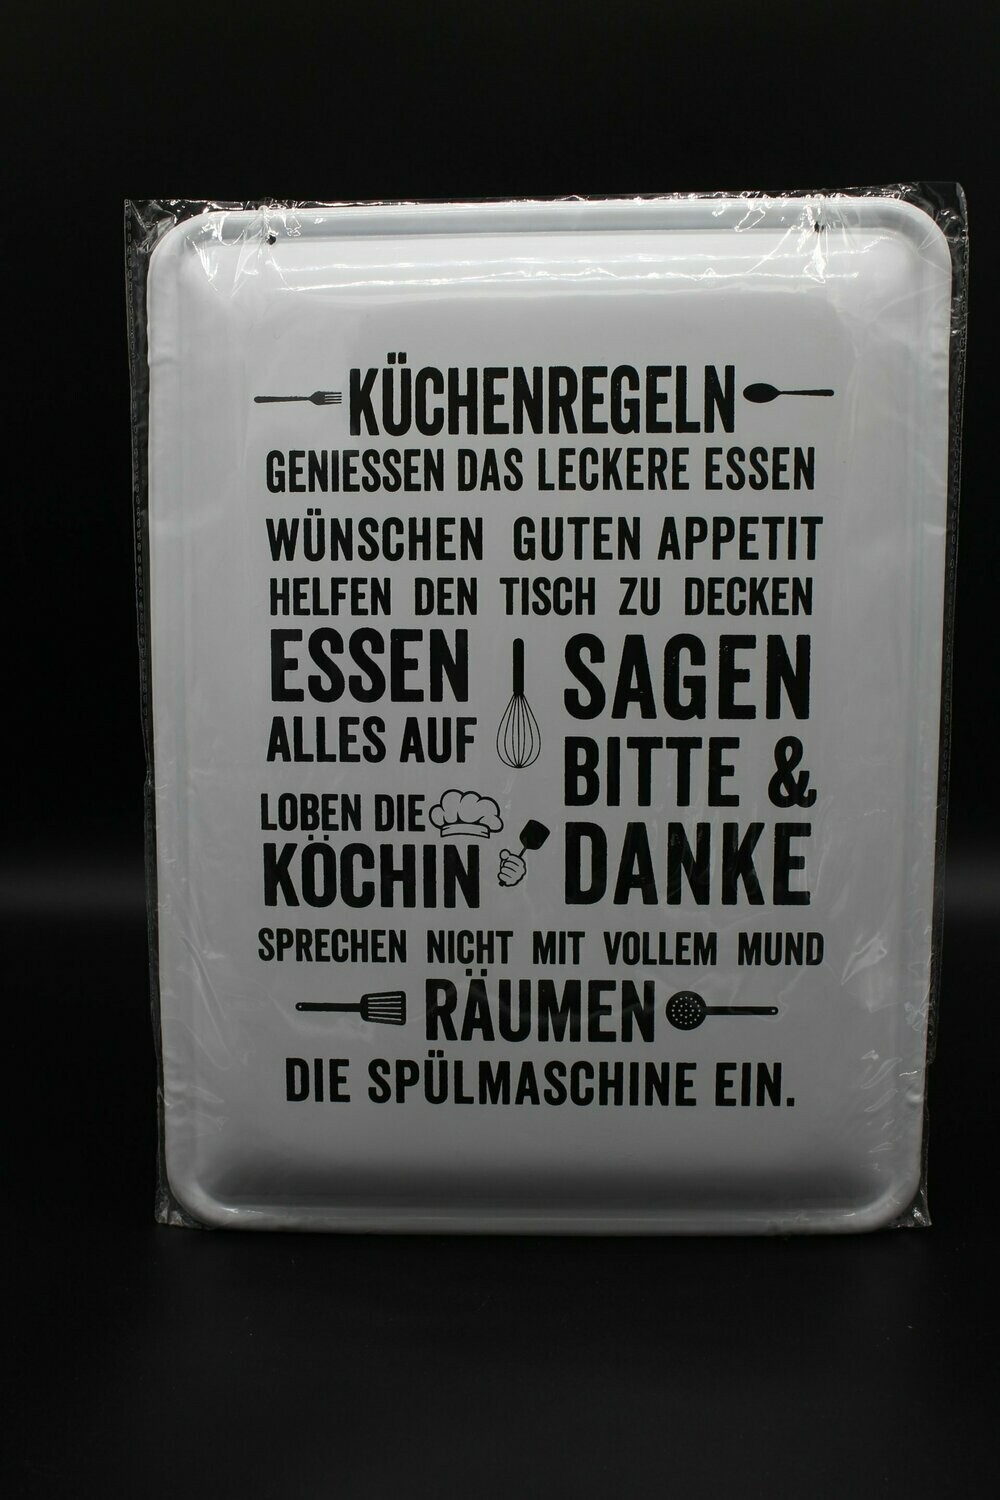 KÜCHENREGELN
GENIESSEN DAS LECKERE ESSEN
WÜNSCHEN GUTEN APPETIT
HELFEN DEN TISCH ZU DECKEN
ESSEN
ALLES AUF
SAGEN
BITTE &
DANKE
LOBEN DIE
KÖCHIN
SPRECHEN NICHT MIT VOLLEM MUND
RÄUMEN
DIE SPÜLMASCHINE EIN.